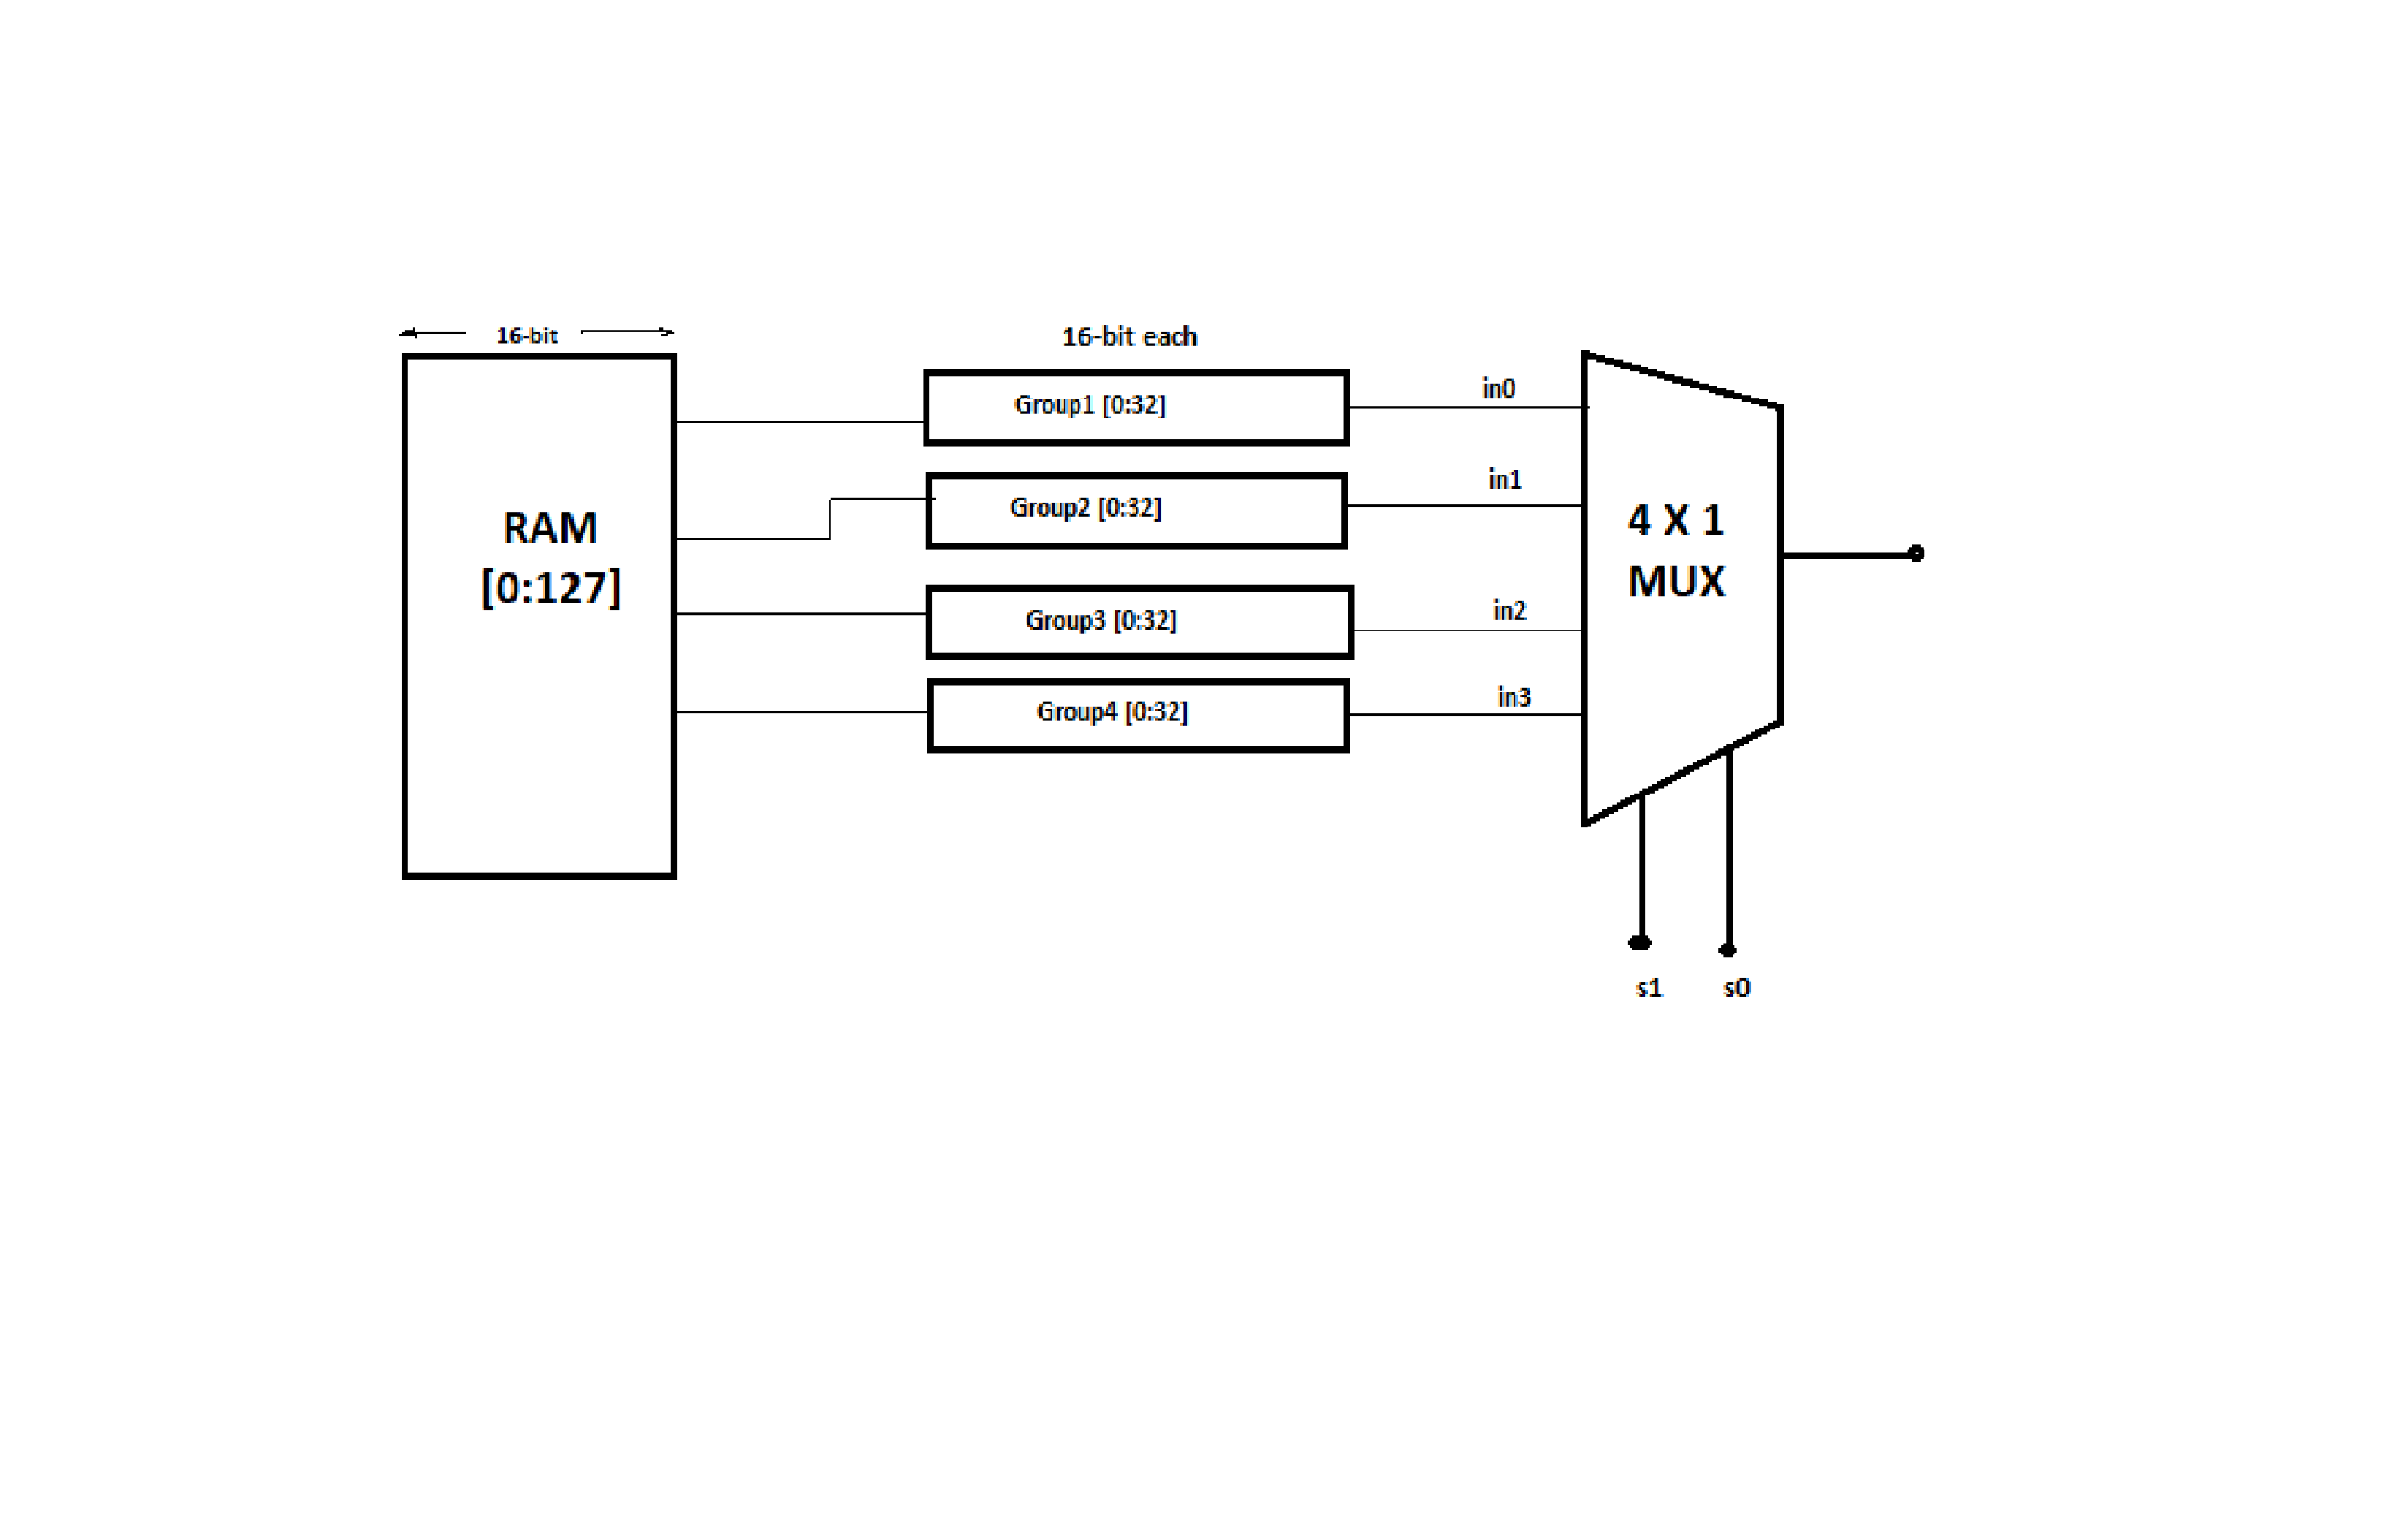 16-bit
RAM
[0:127]
16-bit each
Group1 [0:32]
Group2 [0:32]
Group3 [0:32]
Group4 [0:32]
in0
in1
in2
in3
4 X 1
MUX
s1
s0